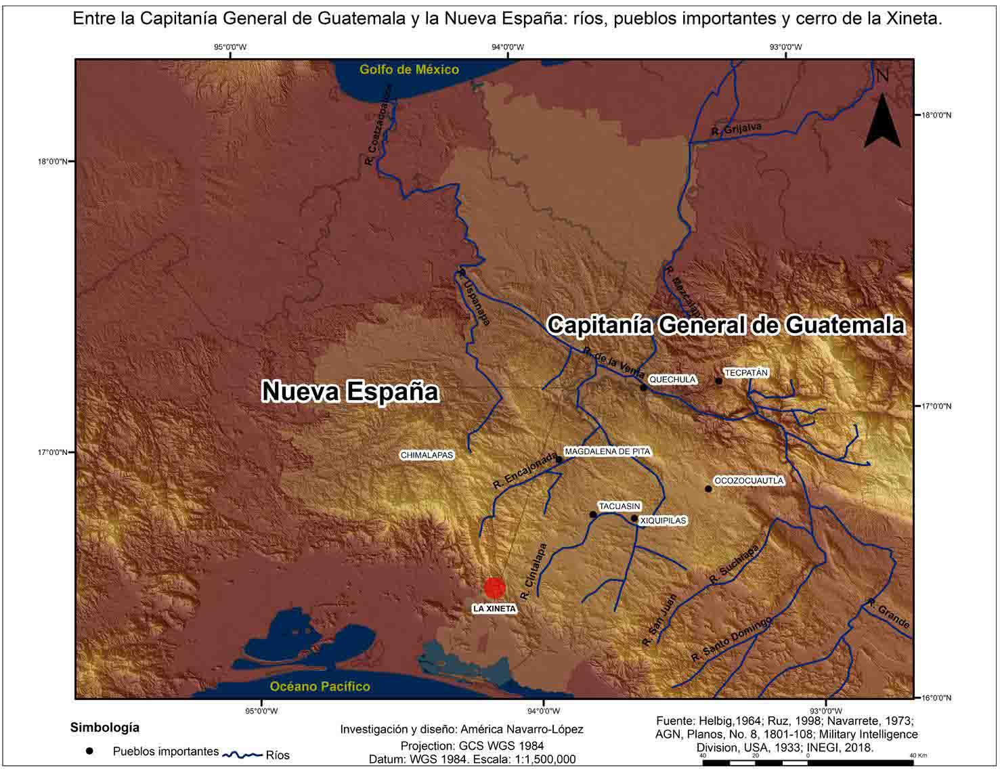 Entre la Capitanía General de Guatemala y la Nueva España: ríos, pueblos importantes y cerro de la Xineta.
95°0'0"W
94°0'0"W
93°0'0"W
Golfo de México
N
18°0'0"N
R. Grijalva
R. Coatzacoalcos
18°0'0"N
R. Uspanapa
R. Mezcalapa
Capitanía General de Guatemala
R. de la Venta
QUECHULA
TECPATÁN
Nueva España
17°0'0"N
17°0'0"N
CHIMALAPAS
MAGDALENA DE PITA
R. Encajonada
OCOZOCUAUTLA
TACUASIN
XIQUIPILAS
R. Cintalapa
R. Suchiapa
LA XINETA
R. San Juan
R. Grande
R. Santo Domingo
Océano Pacífico
16°0'0"N
95°0'0"W
94°0'0"W
93°0'0"W
Simbología
Pueblos importantes
Ríos
Investigación y diseño: América Navarro-López
Projection: GCS WGS 1984
Datum: WGS 1984. Escala: 1:1,500,000
Fuente: Helbig,1964; Ruz, 1998; Navarrete, 1973;
AGN, Planos, No. 8, 1801-108; Military Intelligence
Division, USA, 1933; INEGI, 2018.
40 20 0 40 Km